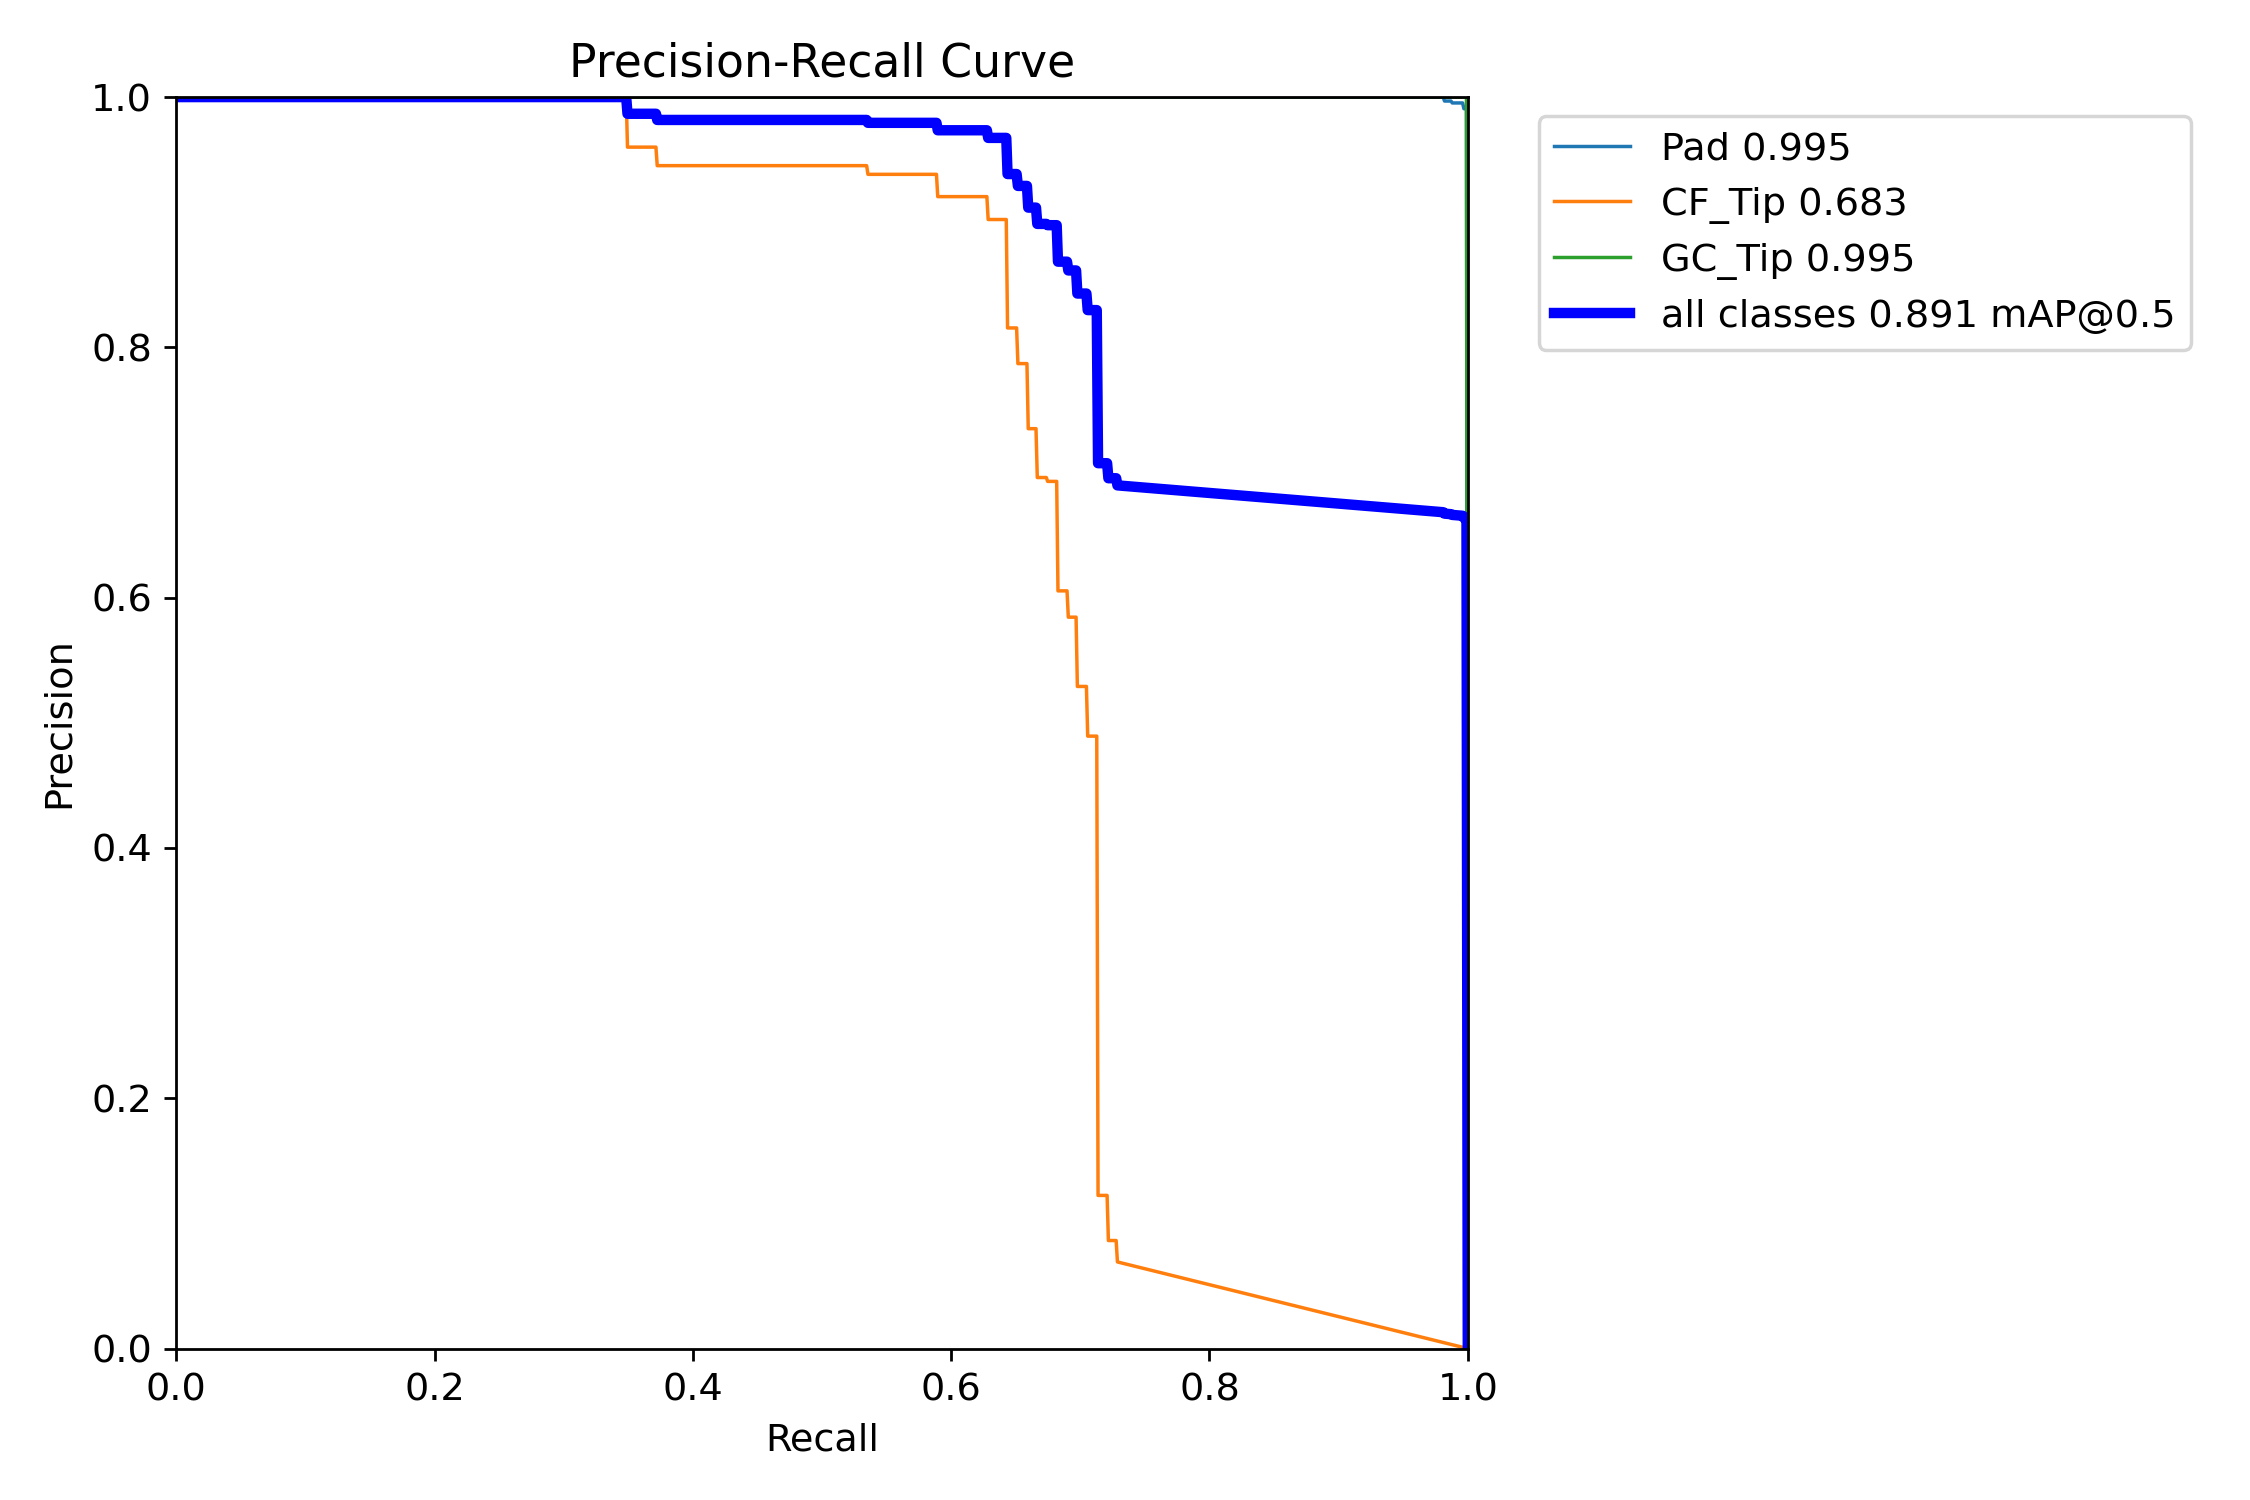 Precision-Recall Curve
1.0
0.8
0.6
0.4
0.2
0.0
Precision
0.0 0.2 0.4 0.6 0.8 1.0
Recall
Pad 0.995
CF_Tip 0.683
GC_Tip 0.995
all classes 0.891 mAP@0.5